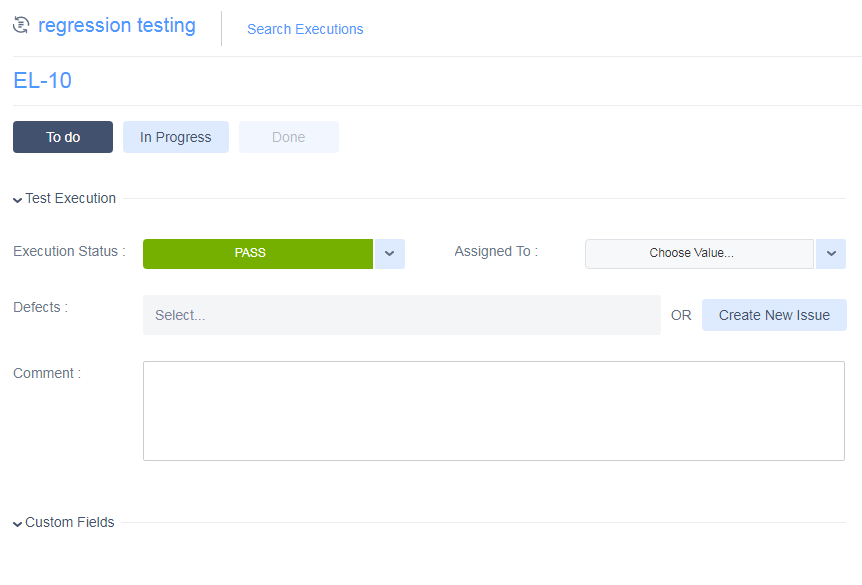 regression testing
Search Executions
EL-10
To do
In Progress
Done
Test Execution
Execution Status :
PASS
Assigned To :
Choose Value...
Defects :
Select...
OR
Create New Issue
Comment :
Custom Fields